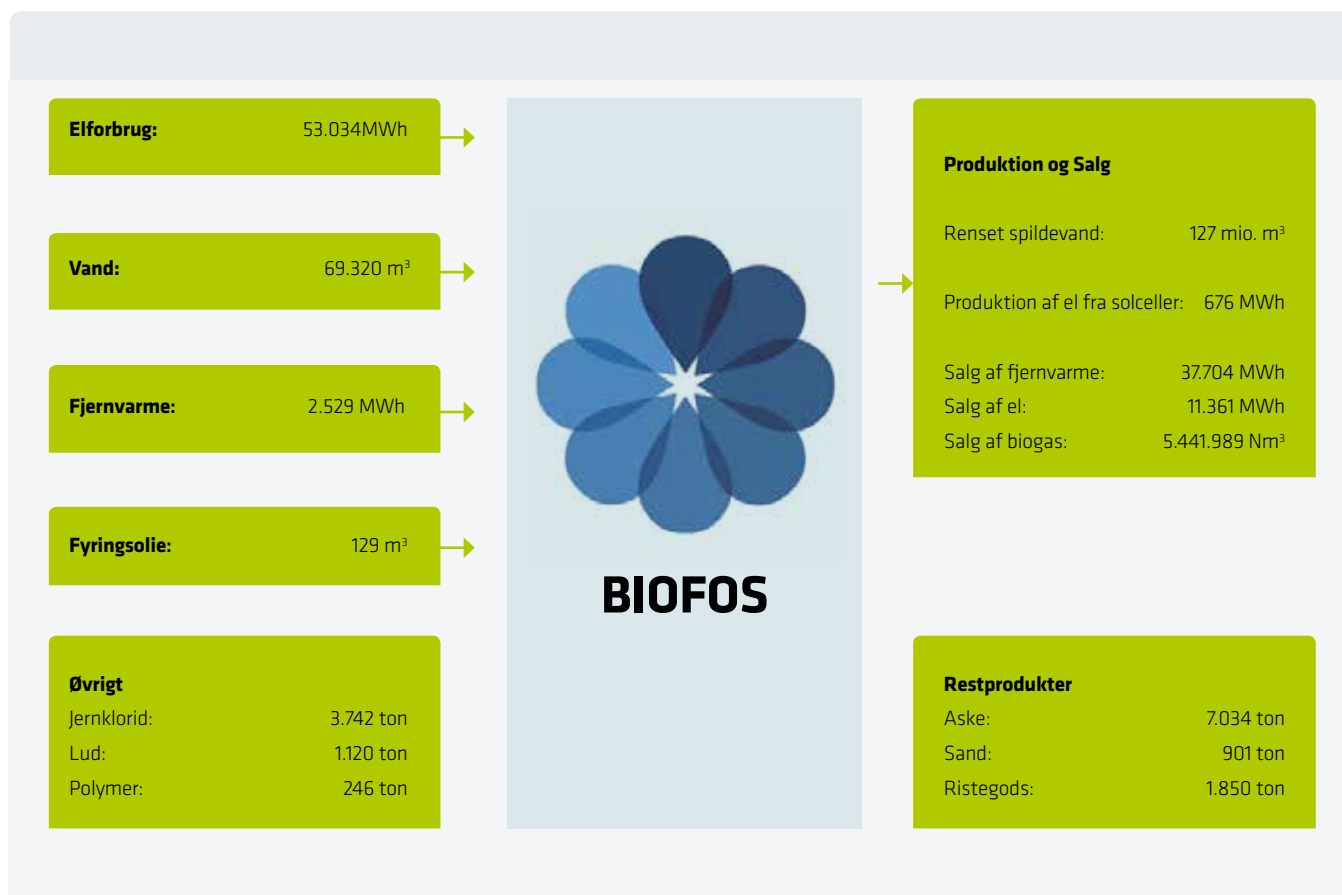 Elforbrug: 53.034MWh
Vand: 69.320 m³
Fjernvarme: 2.529 MWh
Fyringsolie: 129 m³
Øvrigt
Jernklorid: 3.742 ton
Lud: 1.120 ton
Polymer: 246 ton
BIOFOS
Produktion og Salg
Renset spildevand: 127 mio. m³
Produktion af el fra solceller: 676 MWh
Salg af fjernvarme: 37.704 MWh
Salg af el: 11.361 MWh
Salg af biogas: 5.441.989 Nm³
Restprodukter
Aske: 7.034 ton
Sand: 901 ton
Ristegods: 1.850 ton